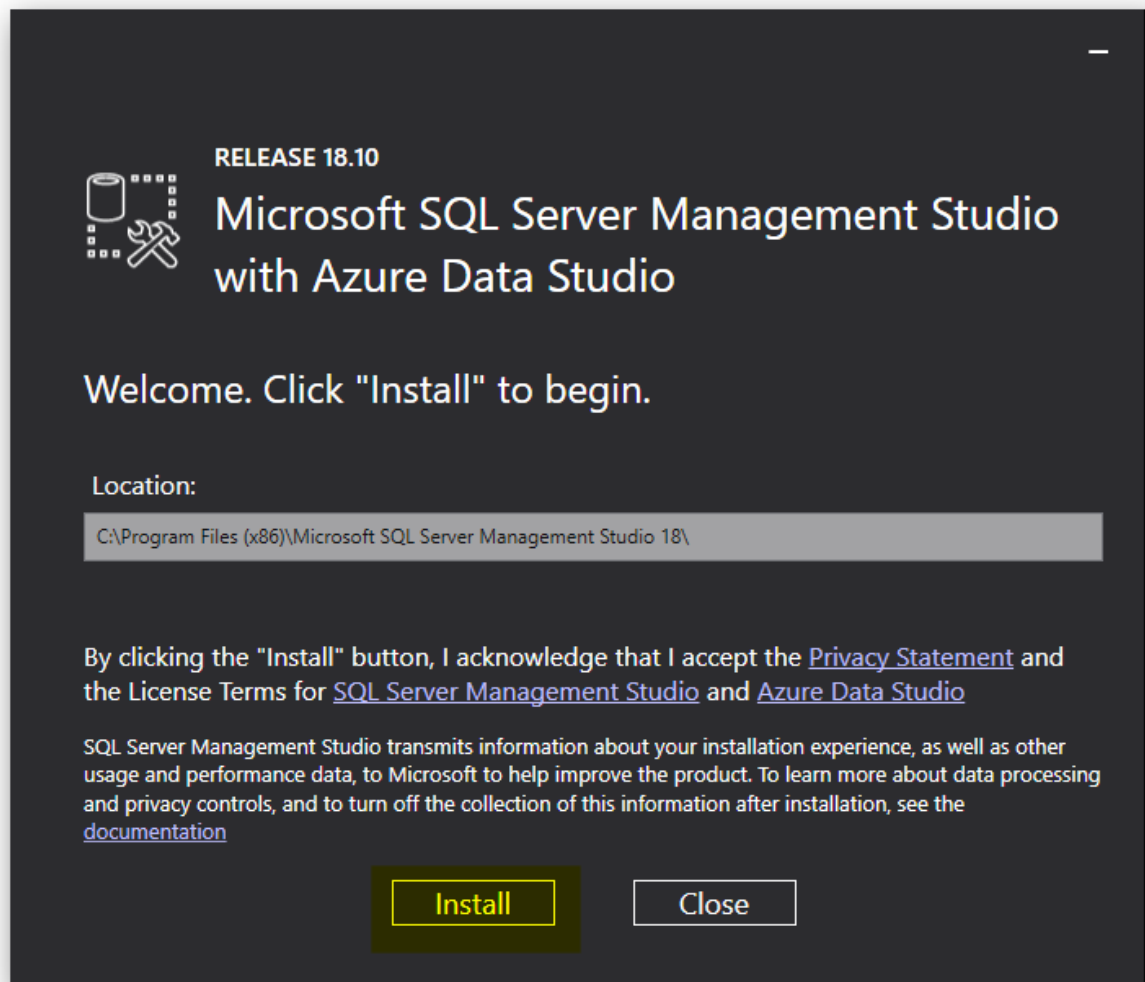 RELEASE 18.10
Microsoft SQL Server Management Studio
with Azure Data Studio
Welcome. Click "Install" to begin.
Location:
C:\Program Files (x86)\Microsoft SQL Server Management Studio 18\
By clicking the "Install" button, I acknowledge that I accept the Privacy Statement and
the License Terms for SQL Server Management Studio and Azure Data Studio
SQL Server Management Studio transmits information about your installation experience, as well as other
usage and performance data, to Microsoft to help improve the product. To learn more about data processing
and privacy controls, and to turn off the collection of this information after installation, see the
documentation
Install Close